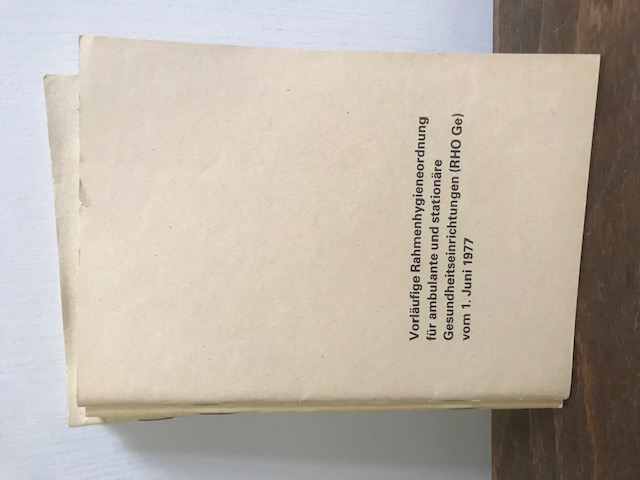 Vorläufige Rahmenhygieneordnung
für ambulante und stationäre
Gesundheitseinrichtungen (RHO Ge)
vom 1. Juni 1977